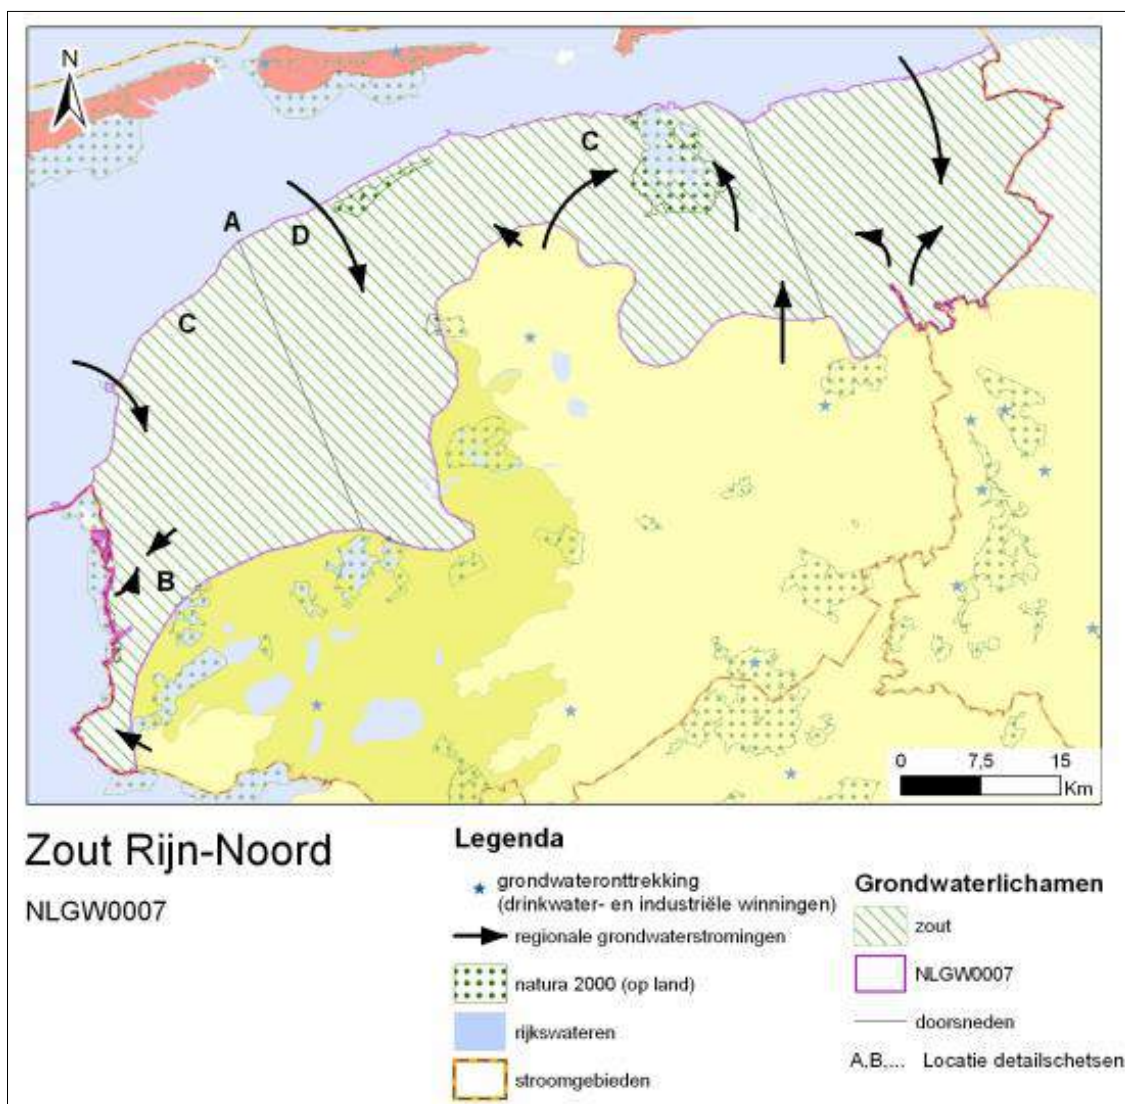 N
C
A
D
C
B
0 7,5 15
Km
Zout Rijn-Noord
NLGW0007
Legenda
grondwateronttrekking
(drinkwater- en industriële winningen)
regionale grondwaterstromingen
natura 2000 (op land)
rijkswateren
stroomgebieden
Grondwaterlichamen
zout
NLGW0007
doorsneden
A,B,... Locatie detailschetsen